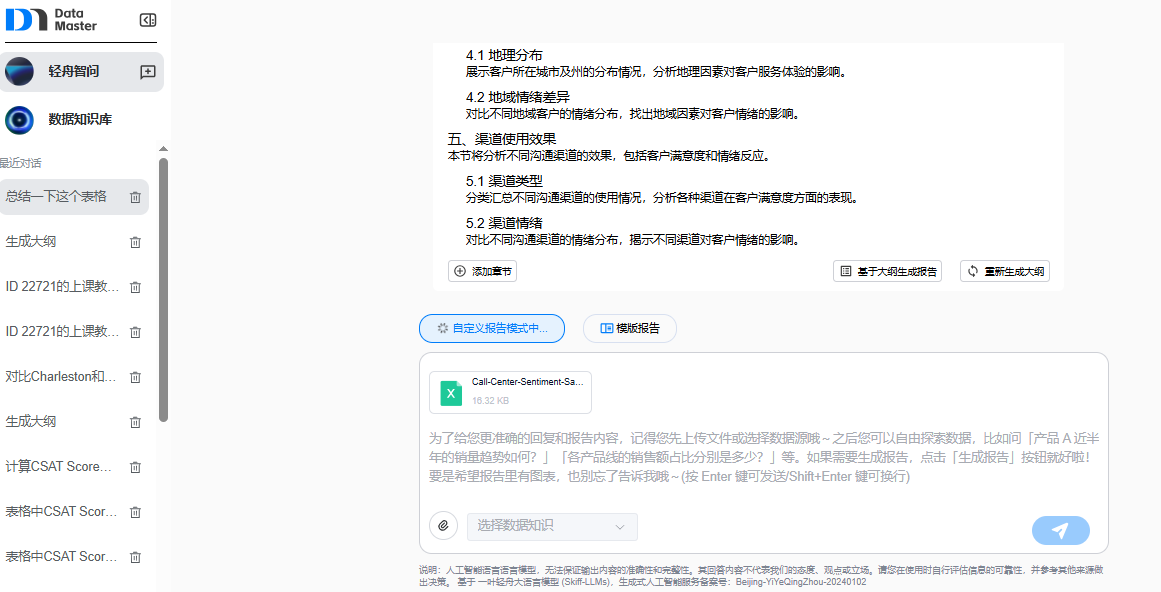 Data
Master
轻舟智问
数据知识库
最近对话
总结一下这个表格
生成大纲
ID 22721的上课教...
ID 22721的上课教...
对比Charleston和...
生成大纲
计算CSAT Score...
表格中CSAT Scor...
表格中CSAT Scor...
4.1 地理分布
展示客户所在城市及州的分布情况，分析地理因素对客户服务体验的影响。
4.2 地域情绪差异
对比不同地域客户的情绪分布，找出地域因素对客户情绪的影响。
五、渠道使用效果
本节将分析不同沟通渠道的效果，包括客户满意度和情绪反应。
5.1 渠道类型
分类汇总不同沟通渠道的使用情况，分析各种渠道在客户满意度方面的表现。
5.2 渠道情绪
对比不同沟通渠道的情绪分布，揭示不同渠道对客户情绪的影响。
添加章节
基于大纲生成报告
重新生成大纲
自定义报告模式中...
模版报告
X
Call-Center-Sentiment-Sa...
16.32 KB
为了给您更准确的回复和报告内容，记得您先上传文件或选择数据源哦～之后您可以自由探索数据，比如问「产品 A 近半
年的销量趋势如何？」「各产品线的销售额占比分别是多少？」等。如果需要生成报告，点击「生成报告」按钮就好啦！
要是希望报告里有图表，也别忘了告诉我哦～(按 Enter 键可发送/Shift+Enter 键可换行)
选择数据知识
说明：人工智能语言语言模型，无法保证输出内容的准确性和完整性。其回答内容不代表我们的态度、观点或立场。请您在使用时自行评估信息的可靠性，并参考其他来源做
出决策。 基于 一叶轻舟大语言模型 (Skiff-LLMs)，生成式人工智能服务备案号：Beijing-YiYeQingZhou-20240102